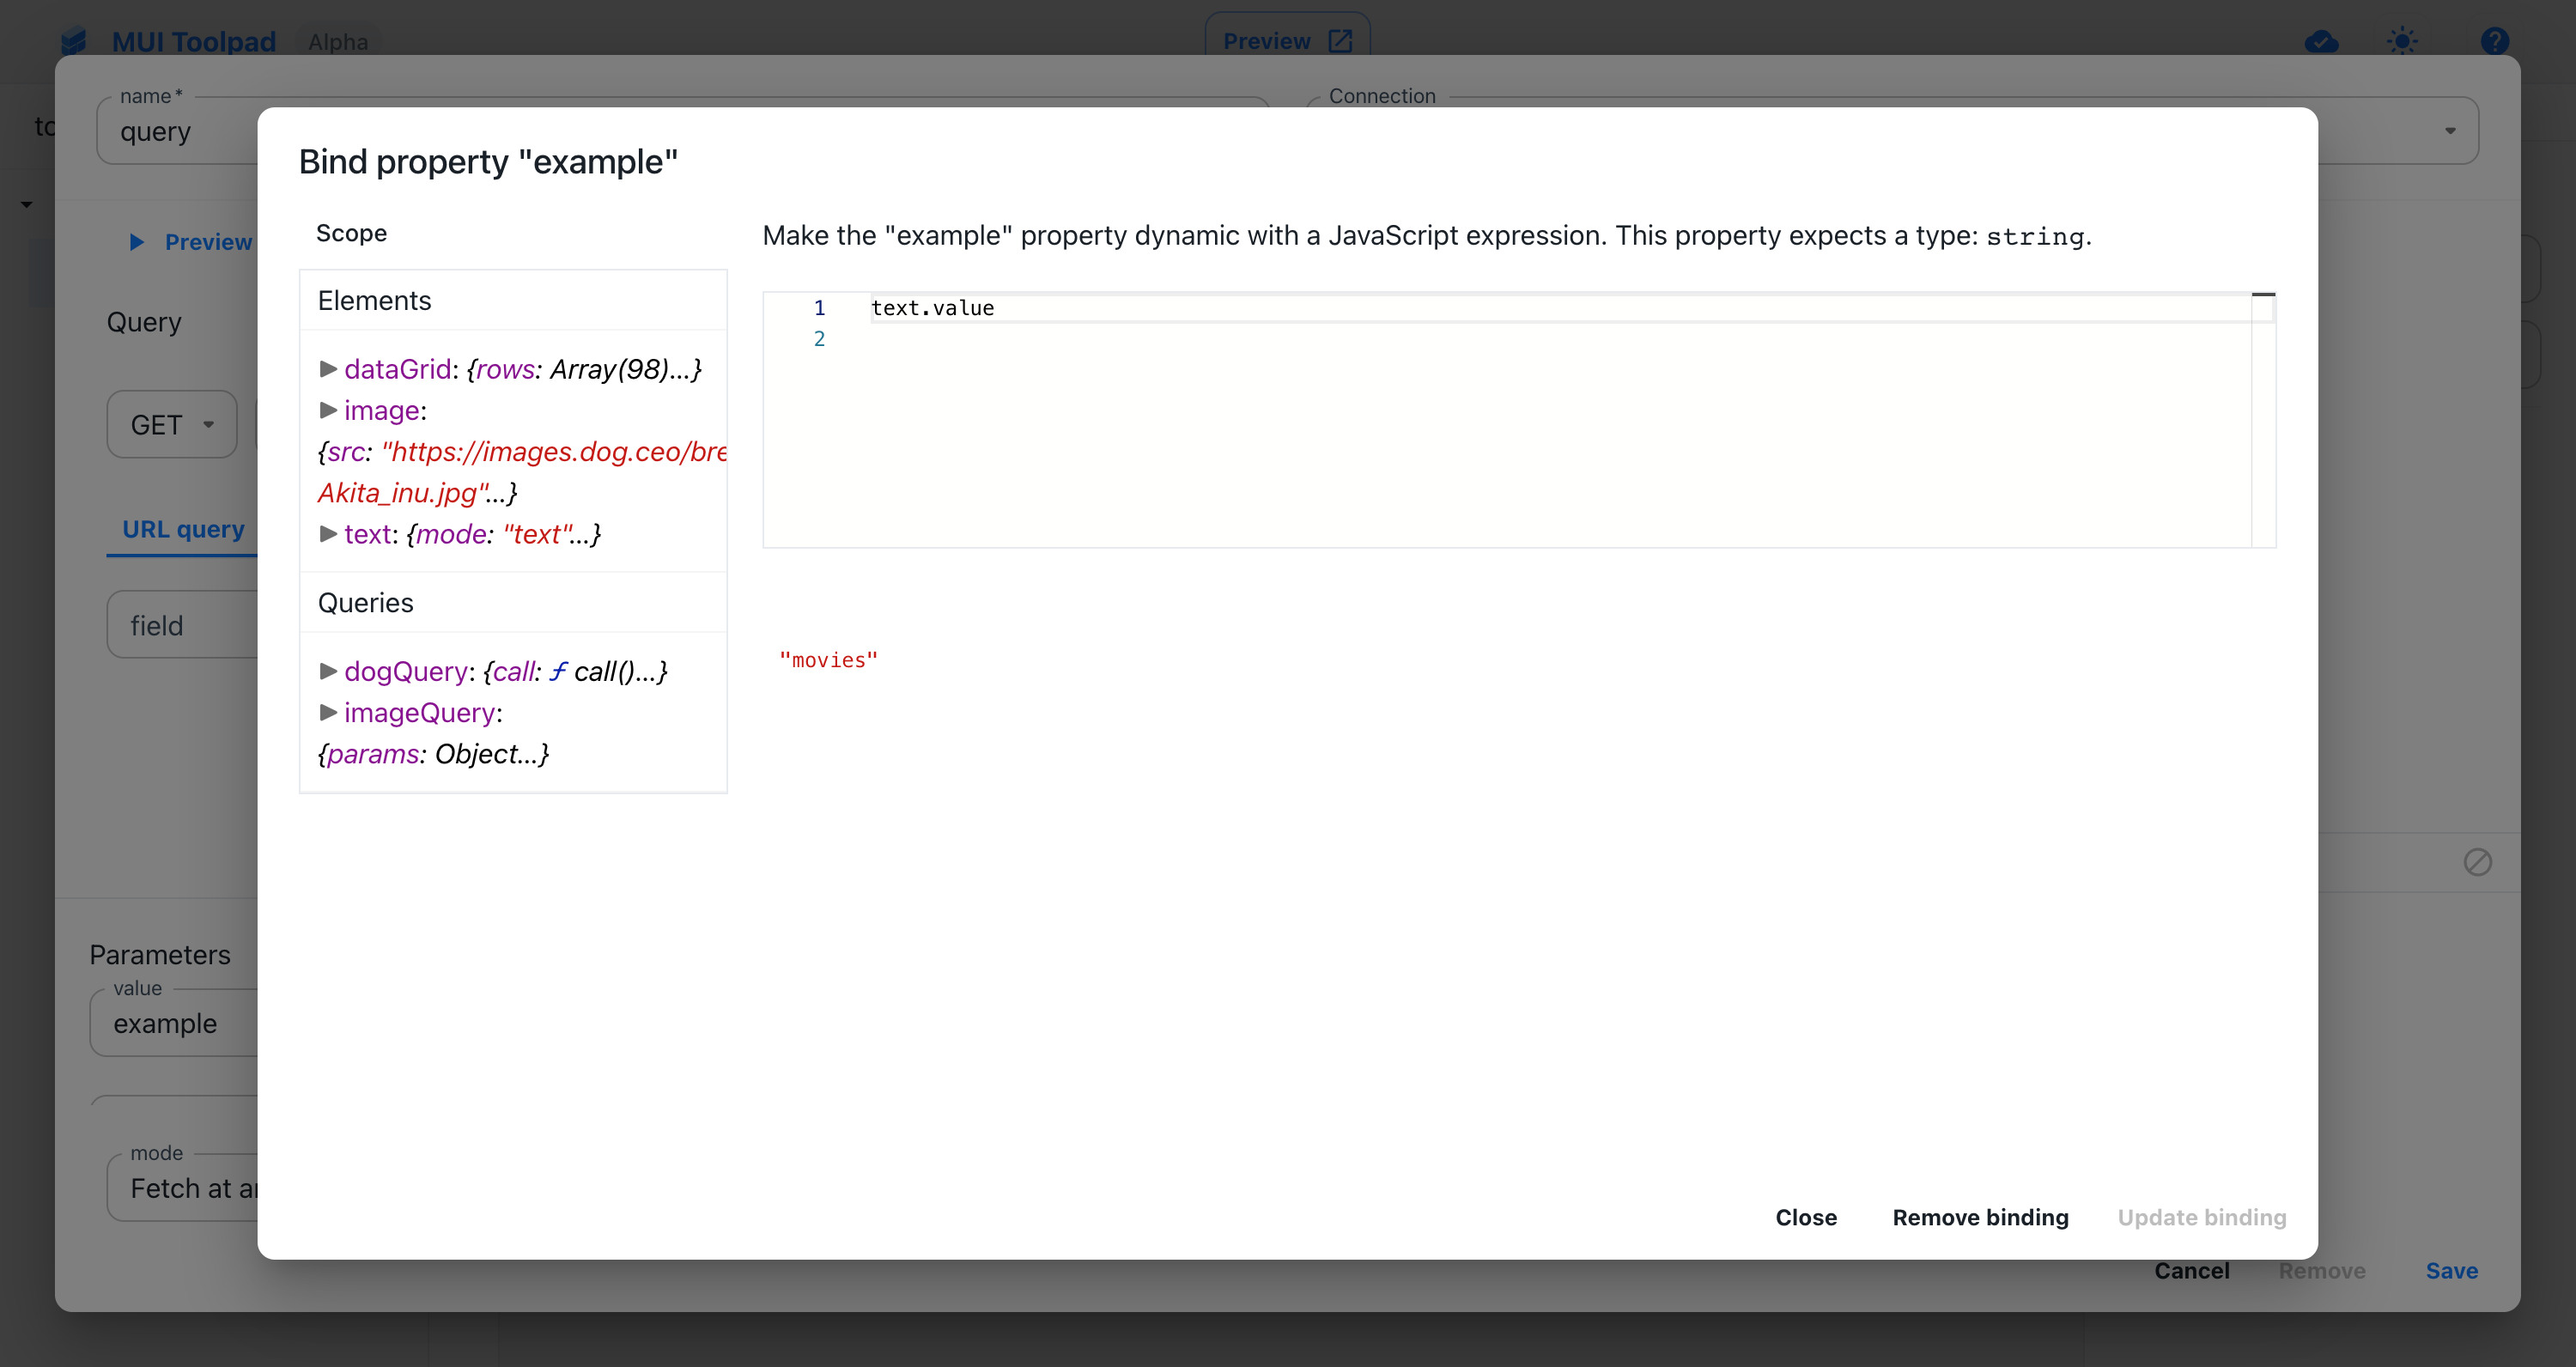 MUI Toolpad Alpha
Preview
name *
query
Connection
Preview
Query
GET
URL query
field
Parameters
value
example
mode
Fetch at
Bind property "example"
Scope
Elements
dataGrid: {rows: Array(98)…}
image:
{src: "https://images.dog.ceo/bre
Akita_inu.jpg"…}
text: {mode: "text"…}
Queries
dogQuery: {call: ƒ call()…}
imageQuery:
{params: Object…}
Make the "example" property dynamic with a JavaScript expression. This property expects a type: string.
1 text.value
2
"movies"
Close Remove binding Update binding
Cancel Remove Save